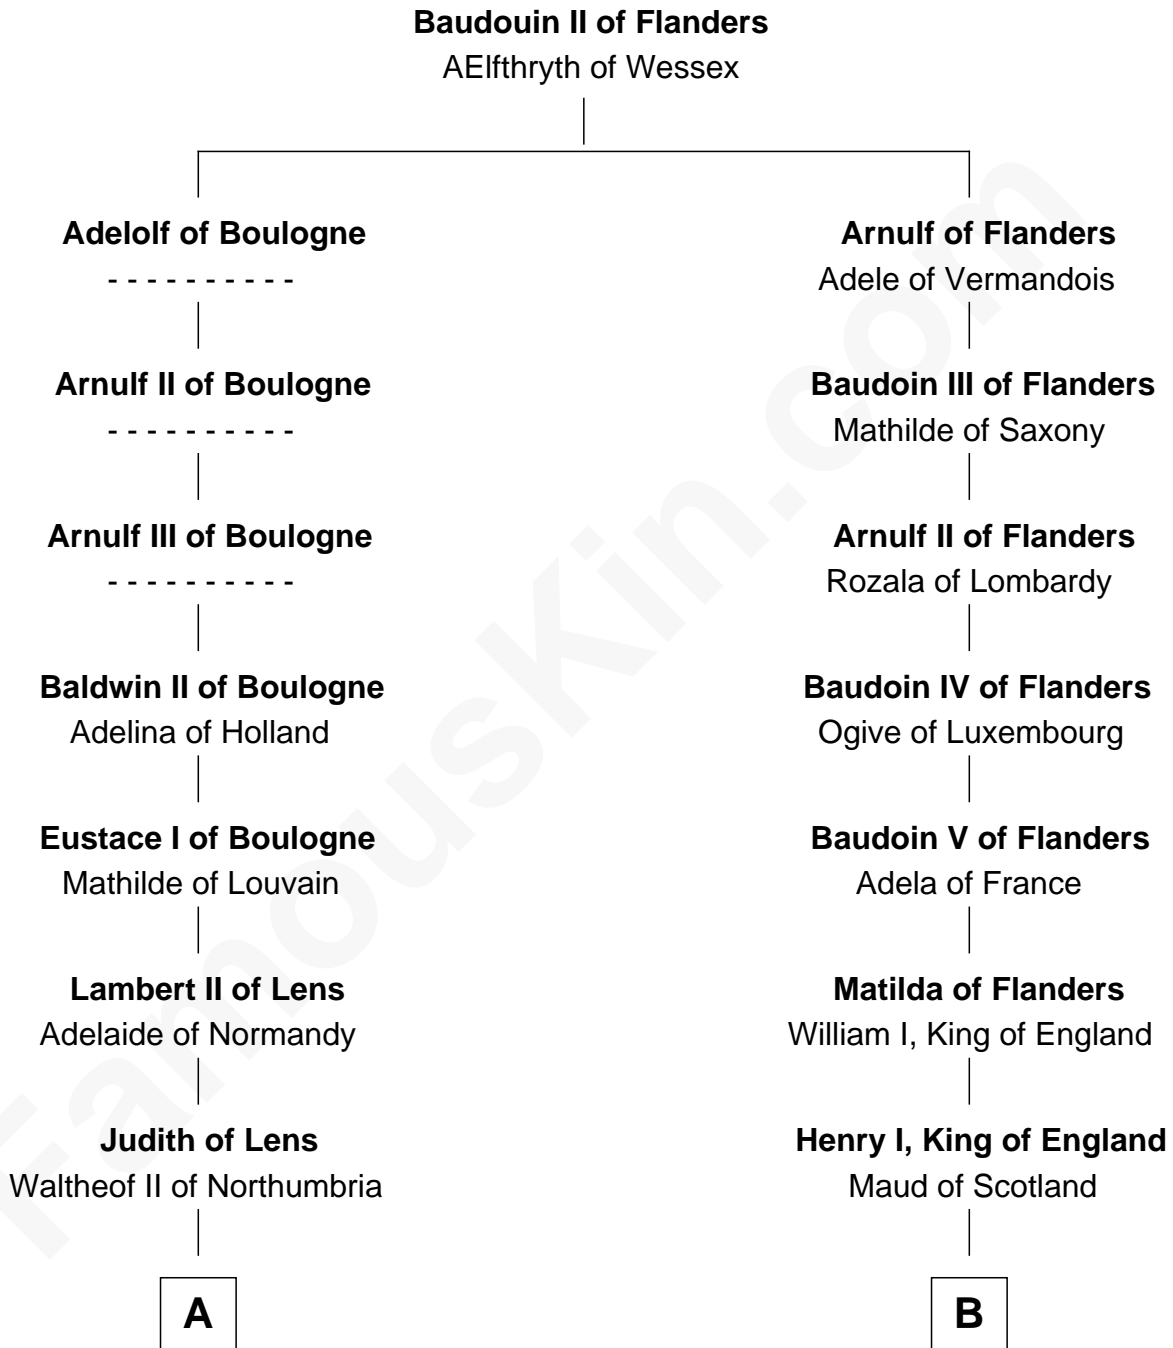 Baudouin II of Flanders
AElfthryth of Wessex
Adelolf of Boulogne
- - - - - - - - - -
Arnulf II of Boulogne
- - - - - - - - - -
Arnulf III of Boulogne
- - - - - - - - - -
Baldwin II of Boulogne
Adelina of Holland
Eustace I of Boulogne
Mathilde of Louvain
Lambert II of Lens
Adelaide of Normandy
Judith of Lens
Waltheof II of Northumbria
A
Arnulf of Flanders
Adele of Vermandois
Baudoin III of Flanders
Mathilde of Saxony
Arnulf II of Flanders
Rozala of Lombardy
Baudoin IV of Flanders
Ogive of Luxembourg
Baudoin V of Flanders
Adela of France
Matilda of Flanders
William I, King of England
Henry I, King of England
Maud of Scotland
B
FamousKin.com